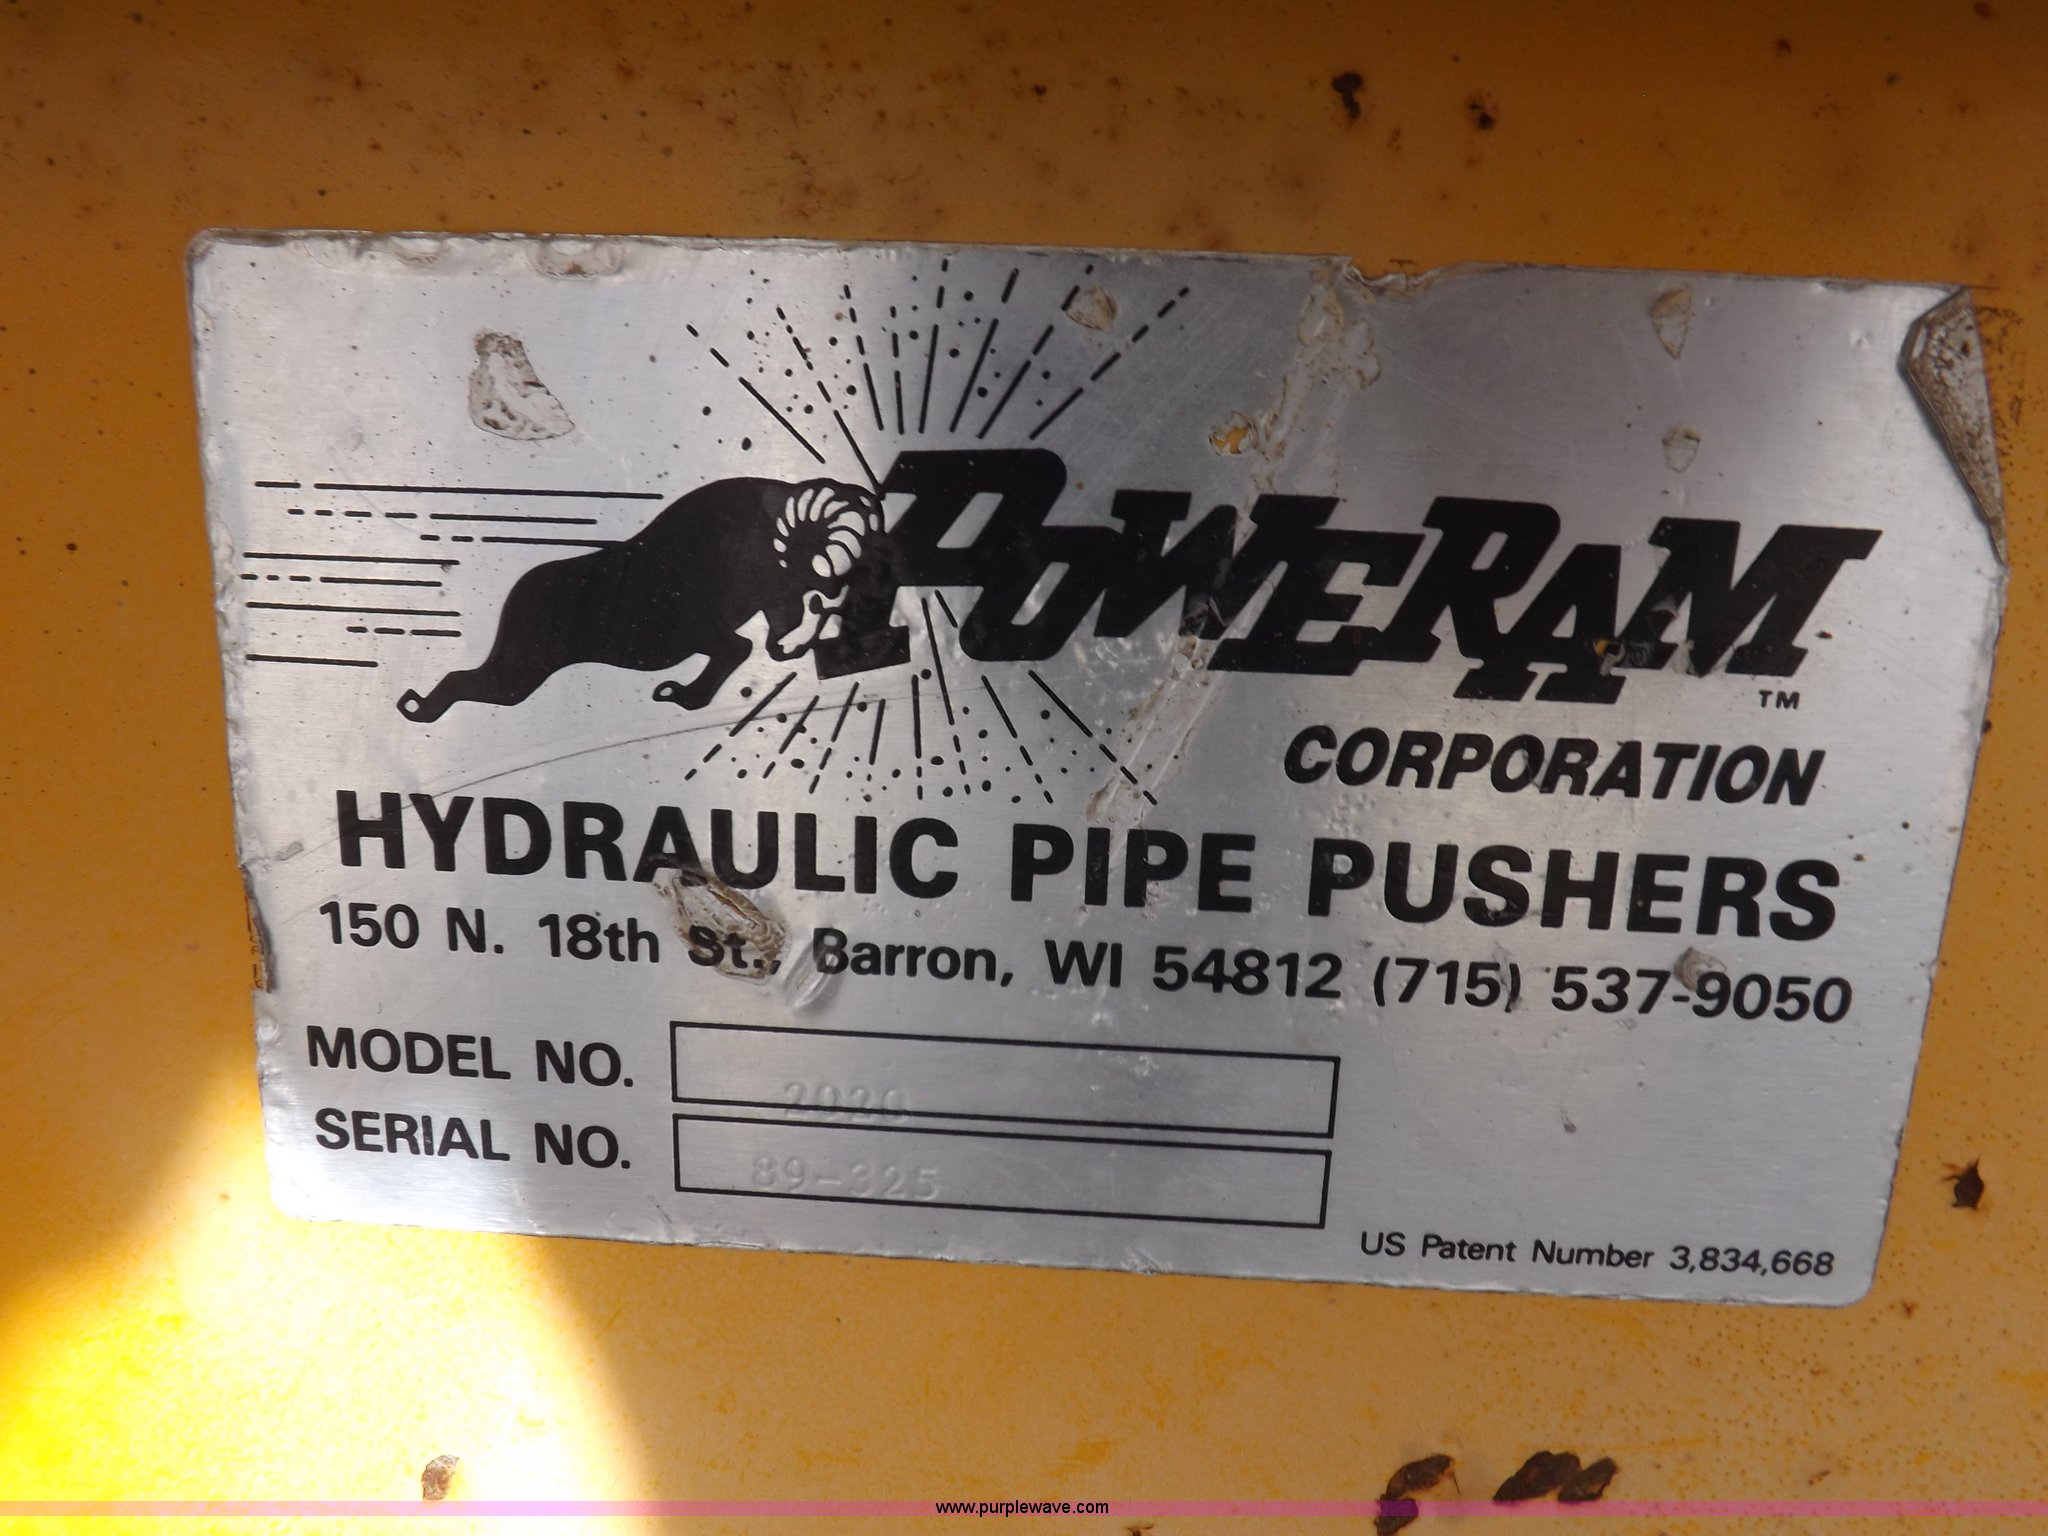 POWERAM
TM
CORPORATION
HYDRAULIC PIPE PUSHERS
150 N. 18th St., Barron, WI 54812 (715) 537-9050
MODEL NO. 2020
SERIAL NO. 89-325
US Patent Number 3,834,668
www.purplewave.com